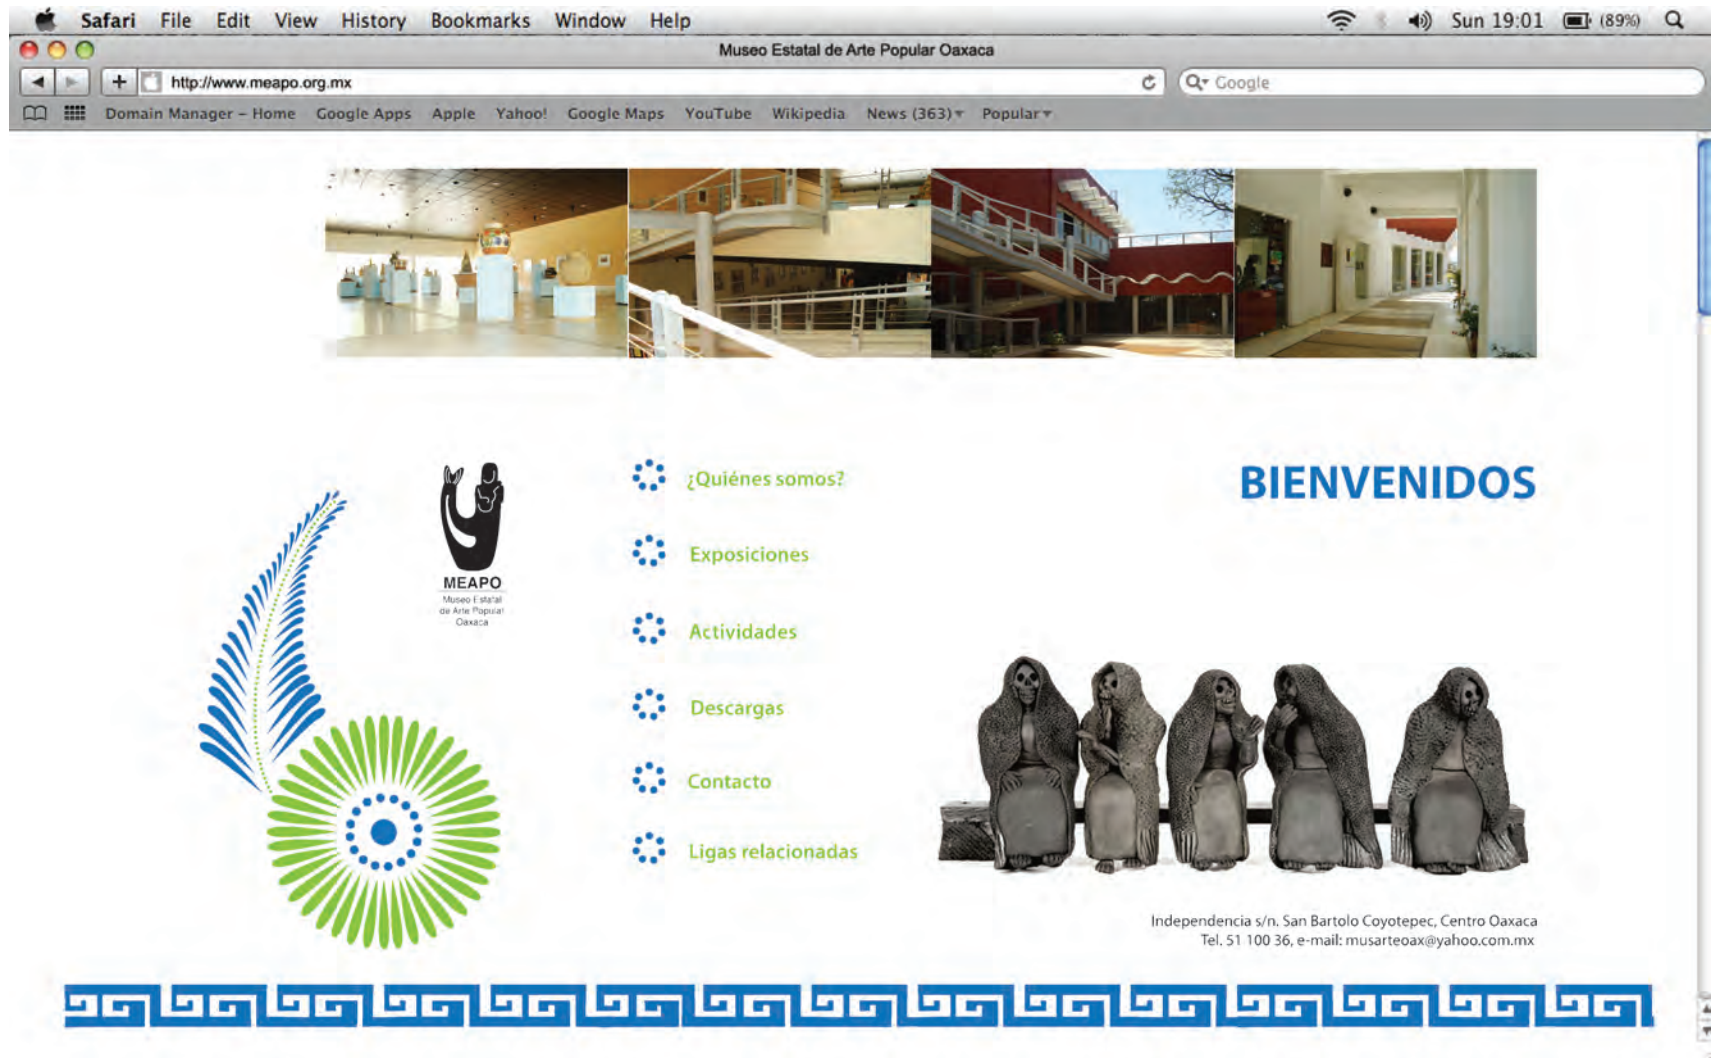 Safari File Edit View History Bookmarks Window Help Sun 19:01 (89%)
Museo Estatal de Arte Popular Oaxaca
http://www.meapo.org.mx Google
Domain Manager – Home Google Apps Apple Yahoo! Google Maps YouTube Wikipedia News (363) Popular
BIENVENIDOS
MEAPO
Museo Estatal
de Arte Popular
Oaxaca
¿Quiénes somos?
Exposiciones
Actividades
Descargas
Contacto
Ligas relacionadas
Independencia s/n. San Bartolo Coyotepec, Centro Oaxaca
Tel. 51 100 36, e-mail: musarteoax@yahoo.com.mx